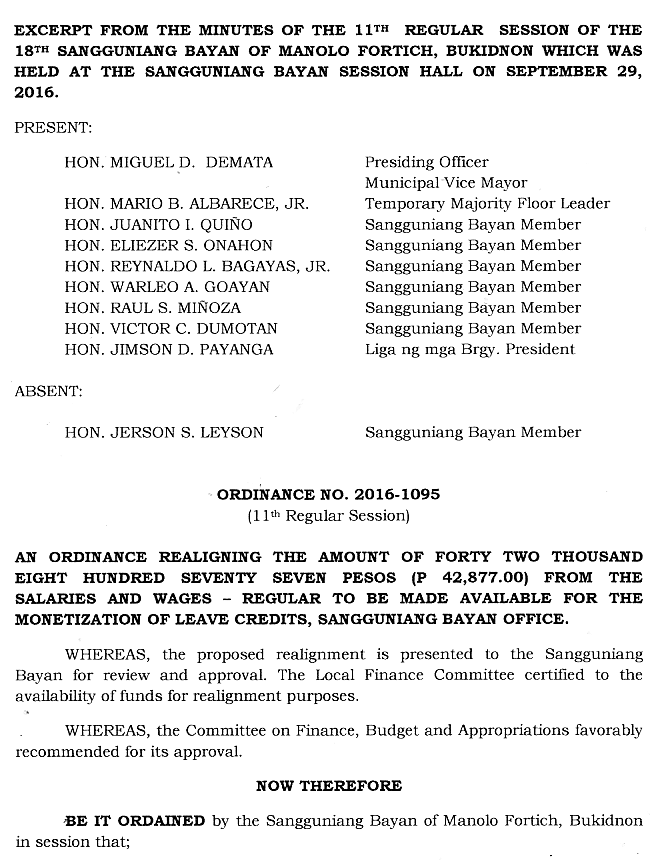 EXCERPT FROM THE MINUTES OF THE 11TH REGULAR SESSION OF THE
18TH SANGGUNIANG BAYAN OF MANOLO FORTICH, BUKIDNON WHICH WAS
HELD AT THE SANGGUNIANG BAYAN SESSION HALL ON SEPTEMBER 29,
2016.
PRESENT:
HON. MIGUEL D. DEMATA Presiding Officer
Municipal Vice Mayor
HON. MARIO B. ALBARECE, JR. Temporary Majority Floor Leader
HON. JUANITO I. QUIÑO Sangguniang Bayan Member
HON. ELIEZER S. ONAHON Sangguniang Bayan Member
HON. REYNALDO L. BAGAYAS, JR. Sangguniang Bayan Member
HON. WARLEO A. GOAYAN Sangguniang Bayan Member
HON. RAUL S. MIÑOZA Sangguniang Bayan Member
HON. VICTOR C. DUMOTAN Sangguniang Bayan Member
HON. JIMSON D. PAYANGA Liga ng mga Brgy. President
ABSENT:
HON. JERSON S. LEYSON Sangguniang Bayan Member
ORDINANCE NO. 2016-1095
(11th Regular Session)
AN ORDINANCE REALIGNING THE AMOUNT OF FORTY TWO THOUSAND
EIGHT HUNDRED SEVENTY SEVEN PESOS (P 42,877.00) FROM THE
SALARIES AND WAGES – REGULAR TO BE MADE AVAILABLE FOR THE
MONETIZATION OF LEAVE CREDITS, SANGGUNIANG BAYAN OFFICE.
WHEREAS, the proposed realignment is presented to the Sangguniang
Bayan for review and approval. The Local Finance Committee certified to the
availability of funds for realignment purposes.
WHEREAS, the Committee on Finance, Budget and Appropriations favorably
recommended for its approval.
NOW THEREFORE
BE IT ORDAINED by the Sangguniang Bayan of Manolo Fortich, Bukidnon
in session that;